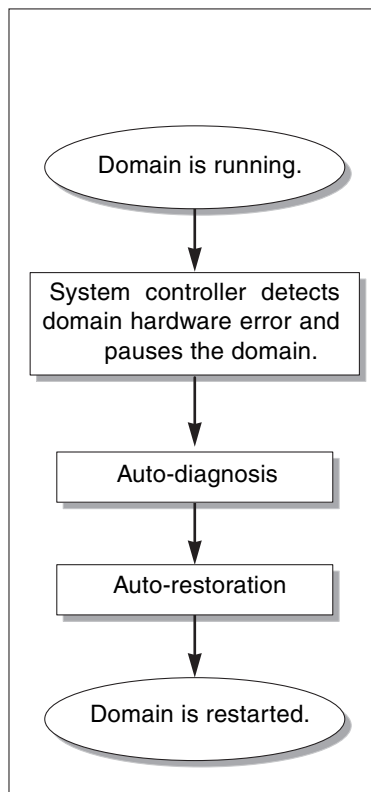 Domain is running.
System controller detects
domain hardware error and
pauses the domain.
Auto-diagnosis
Auto-restoration
Domain is restarted.